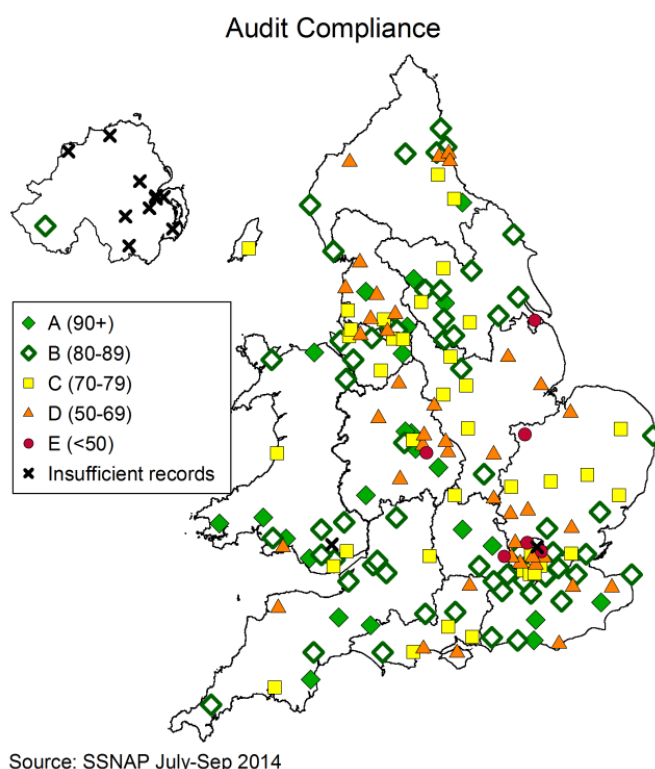 Audit Compliance
A (90+)
B (80-89)
C (70-79)
D (50-69)
E (<50)
Insufficient records
Source: SSNAP July-Sep 2014